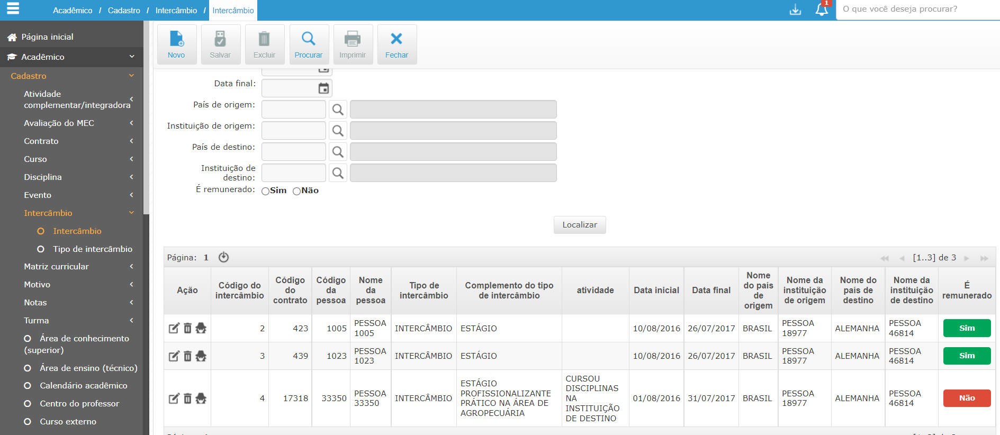 Acadêmico / Cadastro / Intercâmbio / Intercâmbio
1
O que você deseja procurar?
Página inicial
Acadêmico
Cadastro
Atividade
complementar/integradora
Avaliação do MEC
Contrato
Curso
Disciplina
Evento
Intercâmbio
Intercâmbio
Tipo de intercâmbio
Matriz curricular
Motivo
Notas
Turma
Área de conhecimento
(superior)
Área de ensino (técnico)
Calendário acadêmico
Centro do professor
Curso externo
Novo
Salvar
Excluir
Procurar
Imprimir
Fechar
Data final:
País de origem:
Instituição de origem:
País de destino:
Instituição de
destino:
É remunerado: Sim Não
Localizar
Página: 1
[1..3] de 3
Ação
Código do
intercâmbio
Código
do
contrato
Código
da
pessoa
Nome
da
pessoa
Tipo de
intercâmbio
Complemento do tipo
de intercâmbio
atividade
Data inicial
Data final
Nome
do país
de
origem
Nome da
instituição
de origem
Nome do
país de
destino
Nome da
instituição
de destino
É
remunerado
2
423
1005
PESSOA
1005
INTERCÂMBIO
ESTÁGIO
10/08/2016
26/07/2017
BRASIL
PESSOA
18977
ALEMANHA
PESSOA
46814
Sim
3
439
1023
PESSOA
1023
INTERCÂMBIO
ESTÁGIO
10/08/2016
26/07/2017
BRASIL
PESSOA
18977
ALEMANHA
PESSOA
46814
Sim
4
17318
33350
PESSOA
33350
INTERCÂMBIO
ESTÁGIO
PROFISSIONALIZANTE
PRÁTICO NA ÁREA DE
AGROPECUÁRIA
CURSOU
DISCIPLINAS
NA
INSTITUIÇÃO
DE DESTINO
01/08/2016
31/07/2017
BRASIL
PESSOA
18977
ALEMANHA
PESSOA
46814
Não